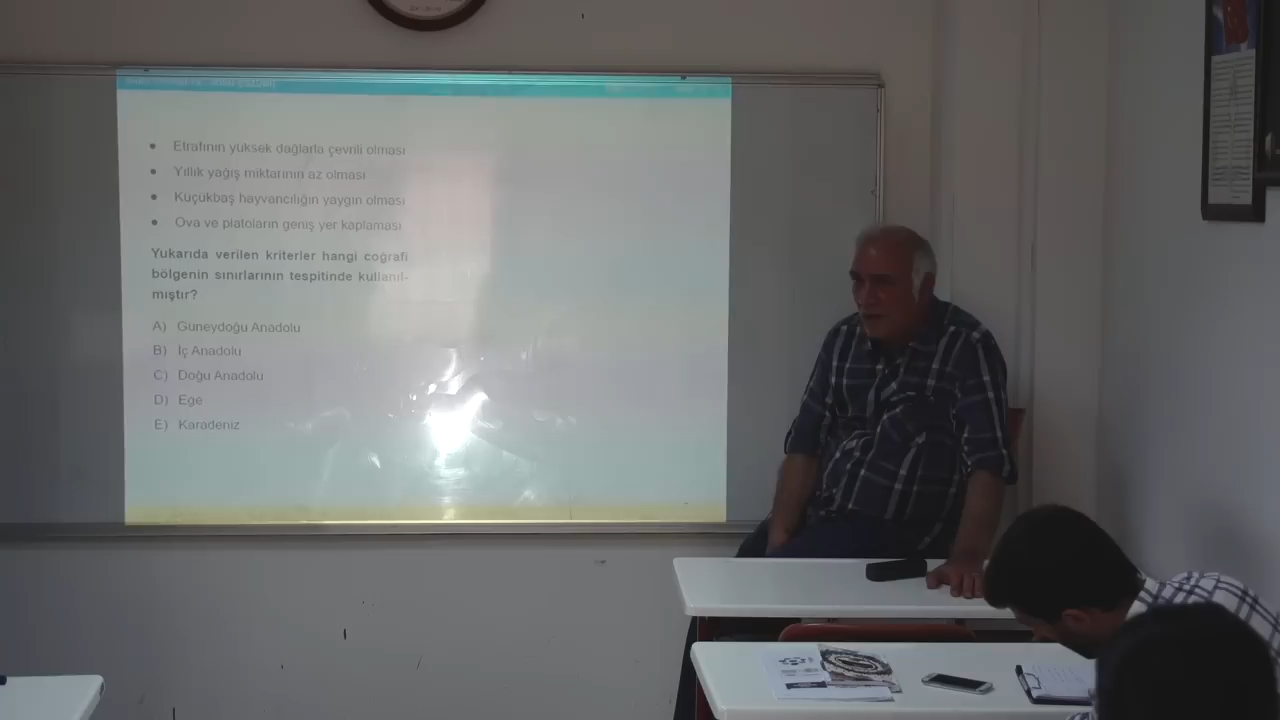 Etrafının yüksek dağlarla çevrili olması
Yıllık yağış miktarının az olması
Küçükbaş hayvancılığın yaygın olması
Ova ve platoların geniş yer kaplaması
Yukarıda verilen kriterler hangi coğrafi
bölgenin sınırlarının tespitinde kullanıl-
mıştır?
A) Güneydoğu Anadolu
B) İç Anadolu
C) Doğu Anadolu
D) Ege
E) Karadeniz